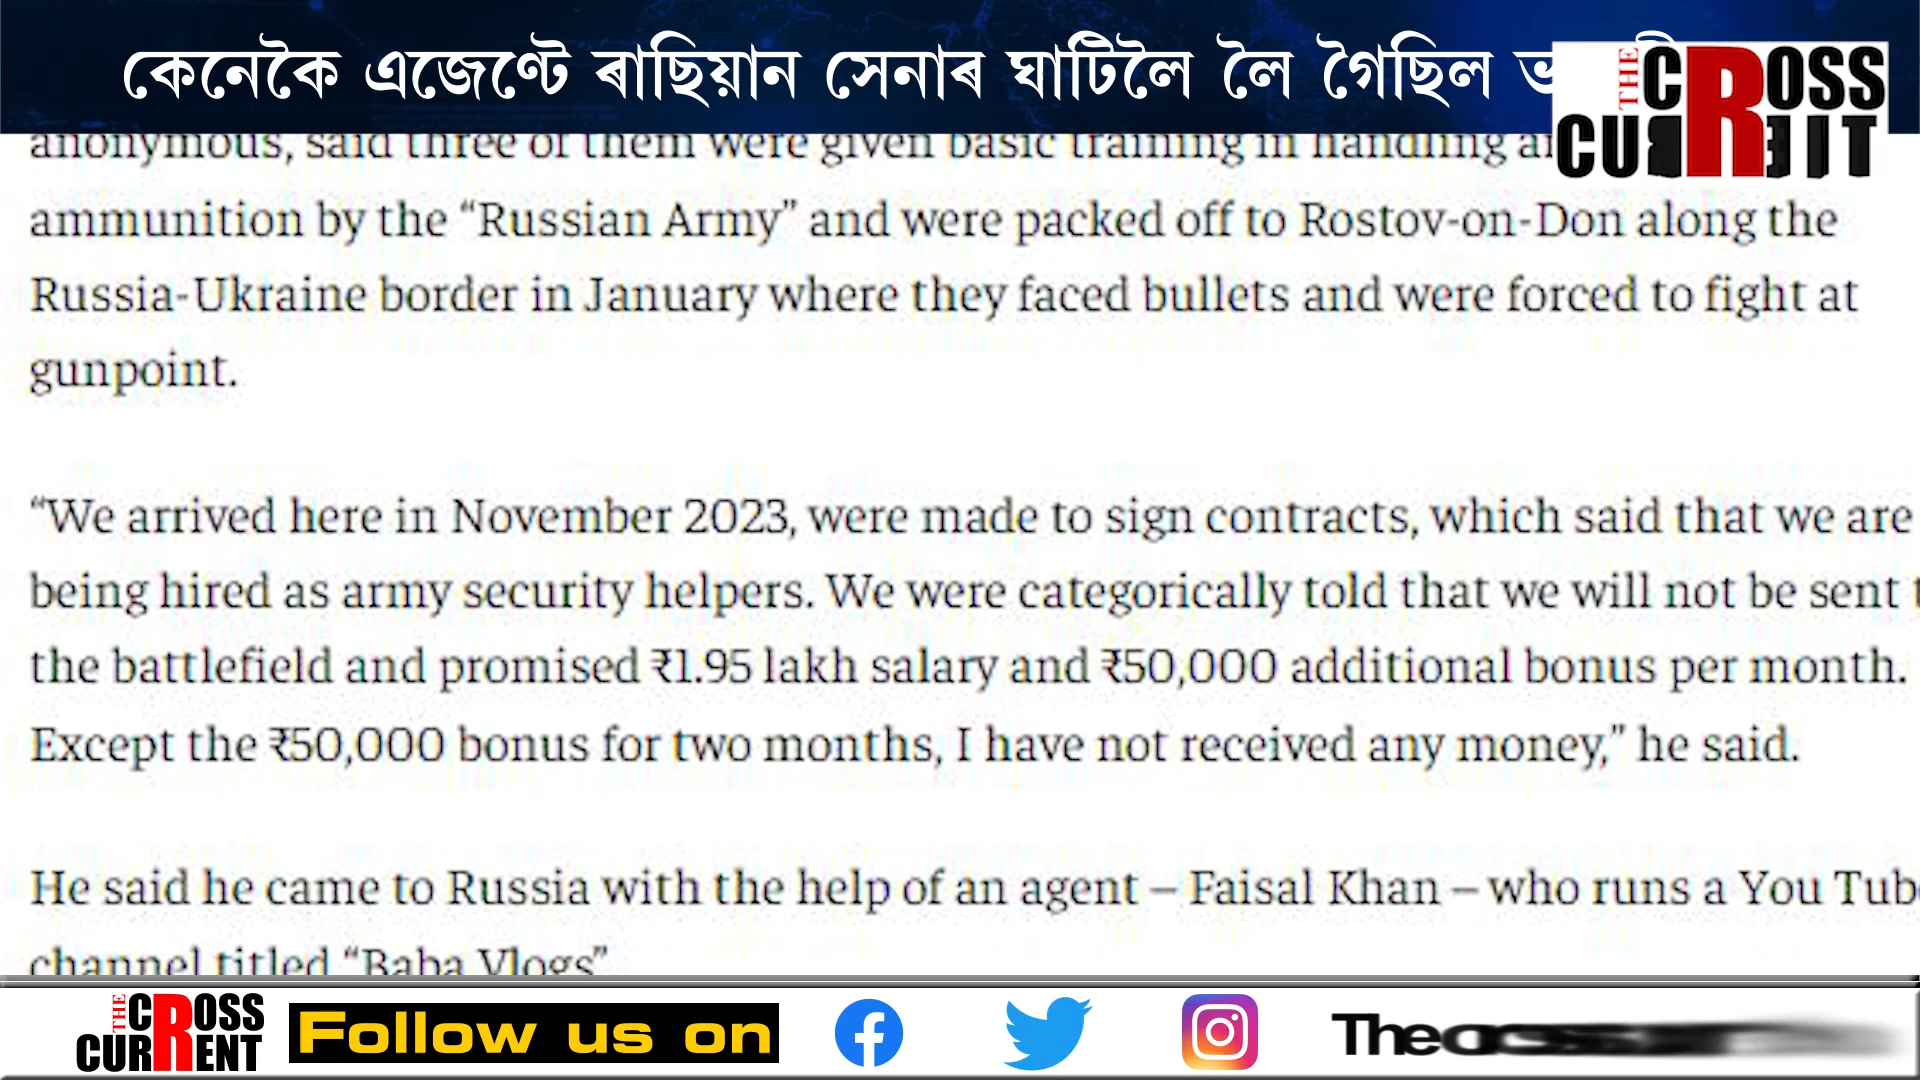 কেনেকৈ এজেণ্টে ৰাছিয়ান সেনাৰ ঘাটিলৈ লৈ গৈছিল
THE CROSS CURRENT
anonymous, said three of them were given basic training in handling
ammunition by the “Russian Army” and were packed off to Rostov-on-Don along the
Russia-Ukraine border in January where they faced bullets and were forced to fight at
gunpoint.
“We arrived here in November 2023, were made to sign contracts, which said that we are
being hired as army security helpers. We were categorically told that we will not be sent
the battlefield and promised ₹1.95 lakh salary and ₹50,000 additional bonus per month.
Except the ₹50,000 bonus for two months, I have not received any money,” he said.
He said he came to Russia with the help of an agent – Faisal Khan – who runs a You Tube
channel titled “Baba Vlogs”
THE CROSS CURRENT
Follow us on